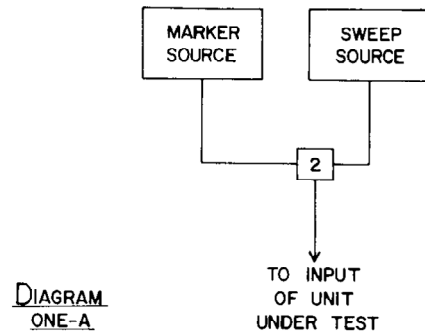 MARKER
SOURCE
SWEEP
SOURCE
2
TO INPUT
OF UNIT
UNDER TEST
DIAGRAM
ONE-A